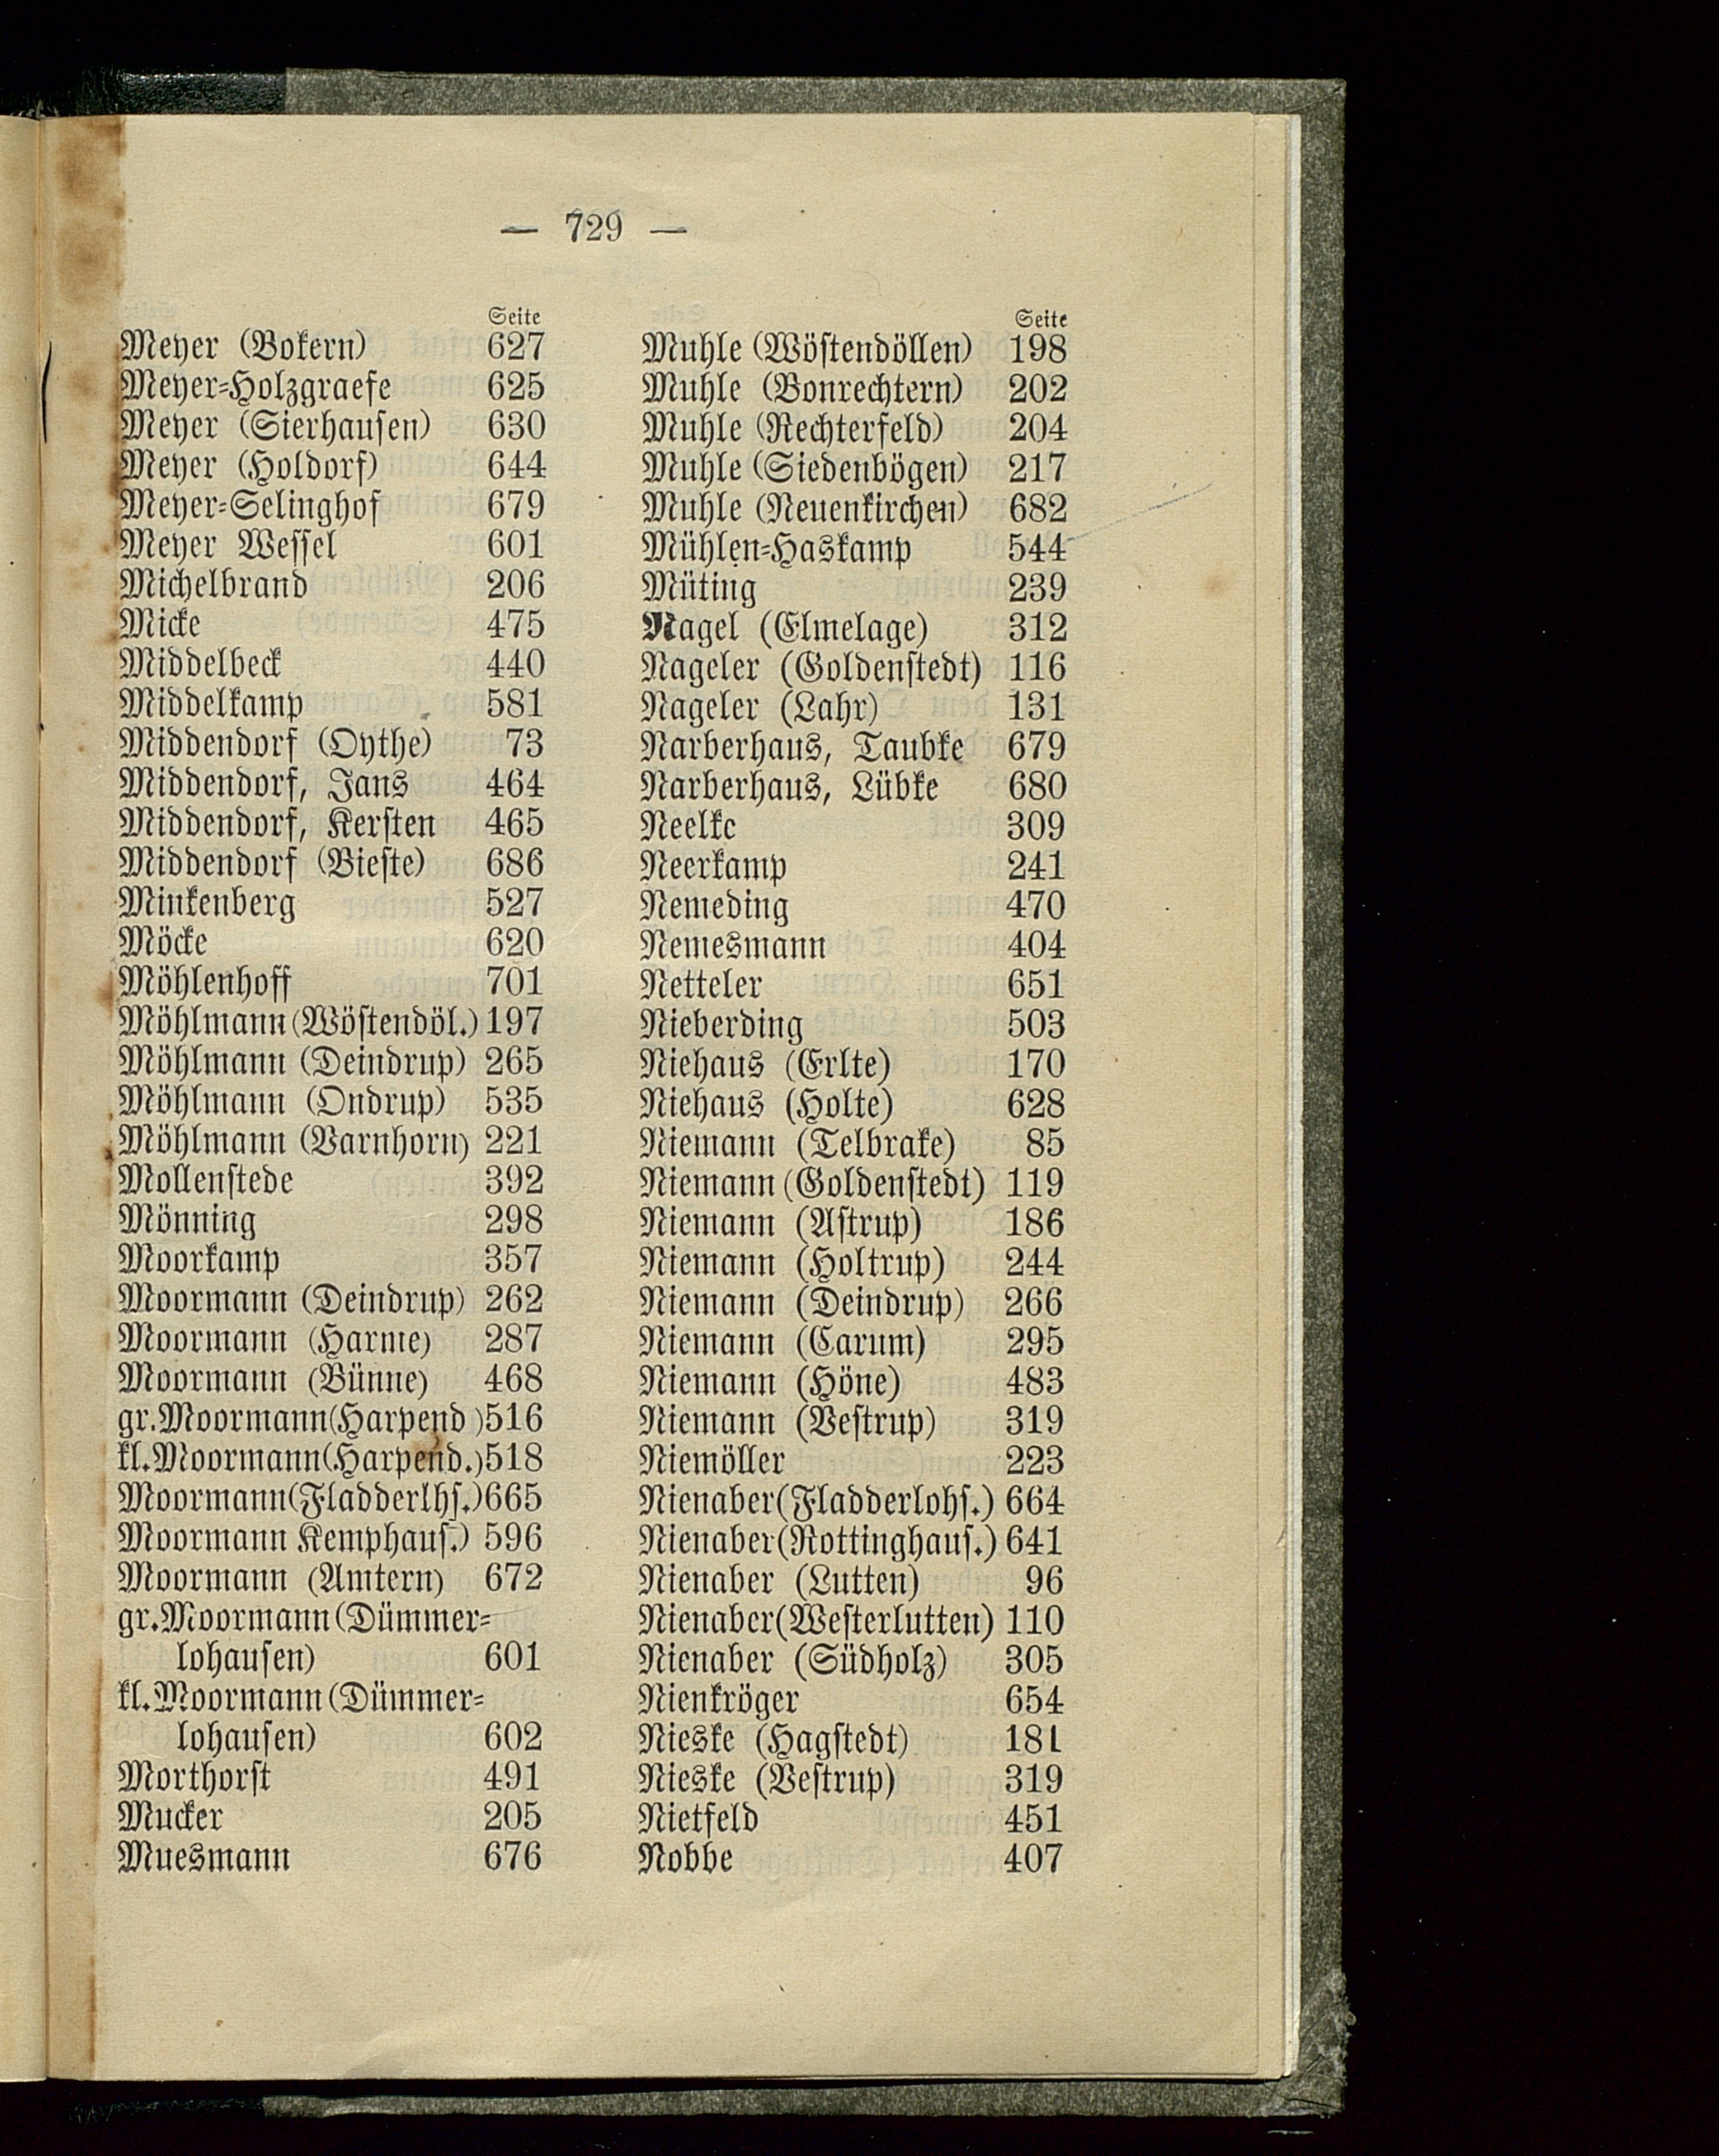 — 729 —
Seite
Meyer (Bokern) 627
Meyer-Holzgraefe 625
Meyer (Sierhausen) 630
Meyer (Holdorf) 644
Meyer-Selinghof 679
Meyer Wessel 601
Michelbrand 206
Micke 475
Middelbeck 440
Middelkamp 581
Middendorf (Oythe) 73
Middendorf, Jans 464
Middendorf, Kersten 465
Middendorf (Bieste) 686
Minkenberg 527
Möcke 620
Möhlenhoff 701
Möhlmann (Wöstendöl.) 197
Möhlmann (Deindrup) 265
Möhlmann (Ondrup) 535
Möhlmann (Varnhorn) 221
Mollenstede 392
Mönning 298
Moorkamp 357
Moormann (Deindrup) 262
Moormann (Harme) 287
Moormann (Bünne) 468
gr. Moormann (Harpend ) 516
kl. Moormann (Harpend.) 518
Moormann (Fladderlhs.) 665
Moormann Kemphaus.) 596
Moormann (Amtern) 672
gr. Moormann (Dümmer-
lohausen) 601
kl. Moormann (Dümmer-
lohausen) 602
Morthorst 491
Mucker 205
Muesmann 676
Seite
Muhle (Wöstendöllen) 198
Muhle (Bonrechtern) 202
Muhle (Rechterfeld) 204
Muhle (Siedenbögen) 217
Muhle (Neuenkirchen) 682
Mühlen-Haskamp 544
Müting 239
Nagel (Elmelage) 312
Nageler (Goldenstedt) 116
Nageler (Lahr) 131
Narberhaus, Taubke 679
Narberhaus, Lübke 680
Neelke 309
Neerkamp 241
Nemeding 470
Nemesmann 404
Netteler 651
Nieberding 503
Niehaus (Erlte) 170
Niehaus (Holte) 628
Niemann (Telbrake) 85
Niemann (Goldenstedt) 119
Niemann (Astrup) 186
Niemann (Holtrup) 244
Niemann (Deindrup) 266
Niemann (Carum) 295
Niemann (Höne) 483
Niemann (Vestrup) 319
Niemöller 223
Nienaber (Fladderlohs.) 664
Nienaber (Rottinghaus.) 641
Nienaber (Lutten) 96
Nienaber (Westerlutten) 110
Nienaber (Südholz) 305
Nienkröger 654
Nieske (Hagstedt) 181
Nieske (Vestrup) 319
Nietfeld 451
Nobbe 407